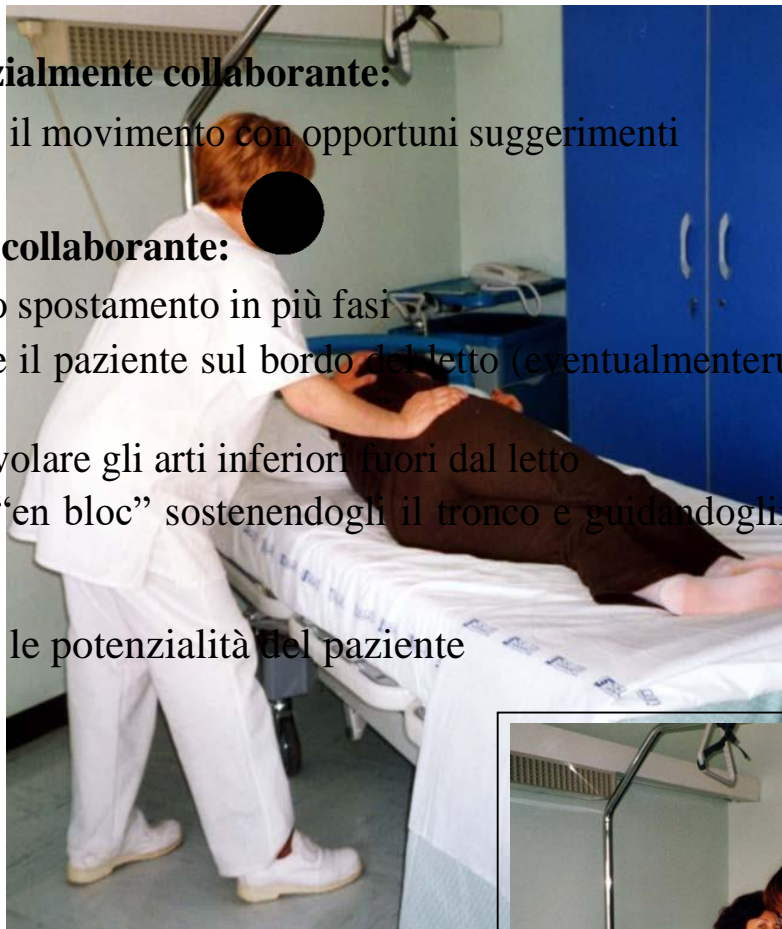 zialmente collaborante:
il movimento con opportuni suggerimenti
collaborante:
o spostamento in più fasi
e il paziente sul bordo del letto (eventualmenteru
volare gli arti inferiori fuori dal letto
“en bloc” sostenendogli il tronco e guidandogli
le potenzialità del paziente